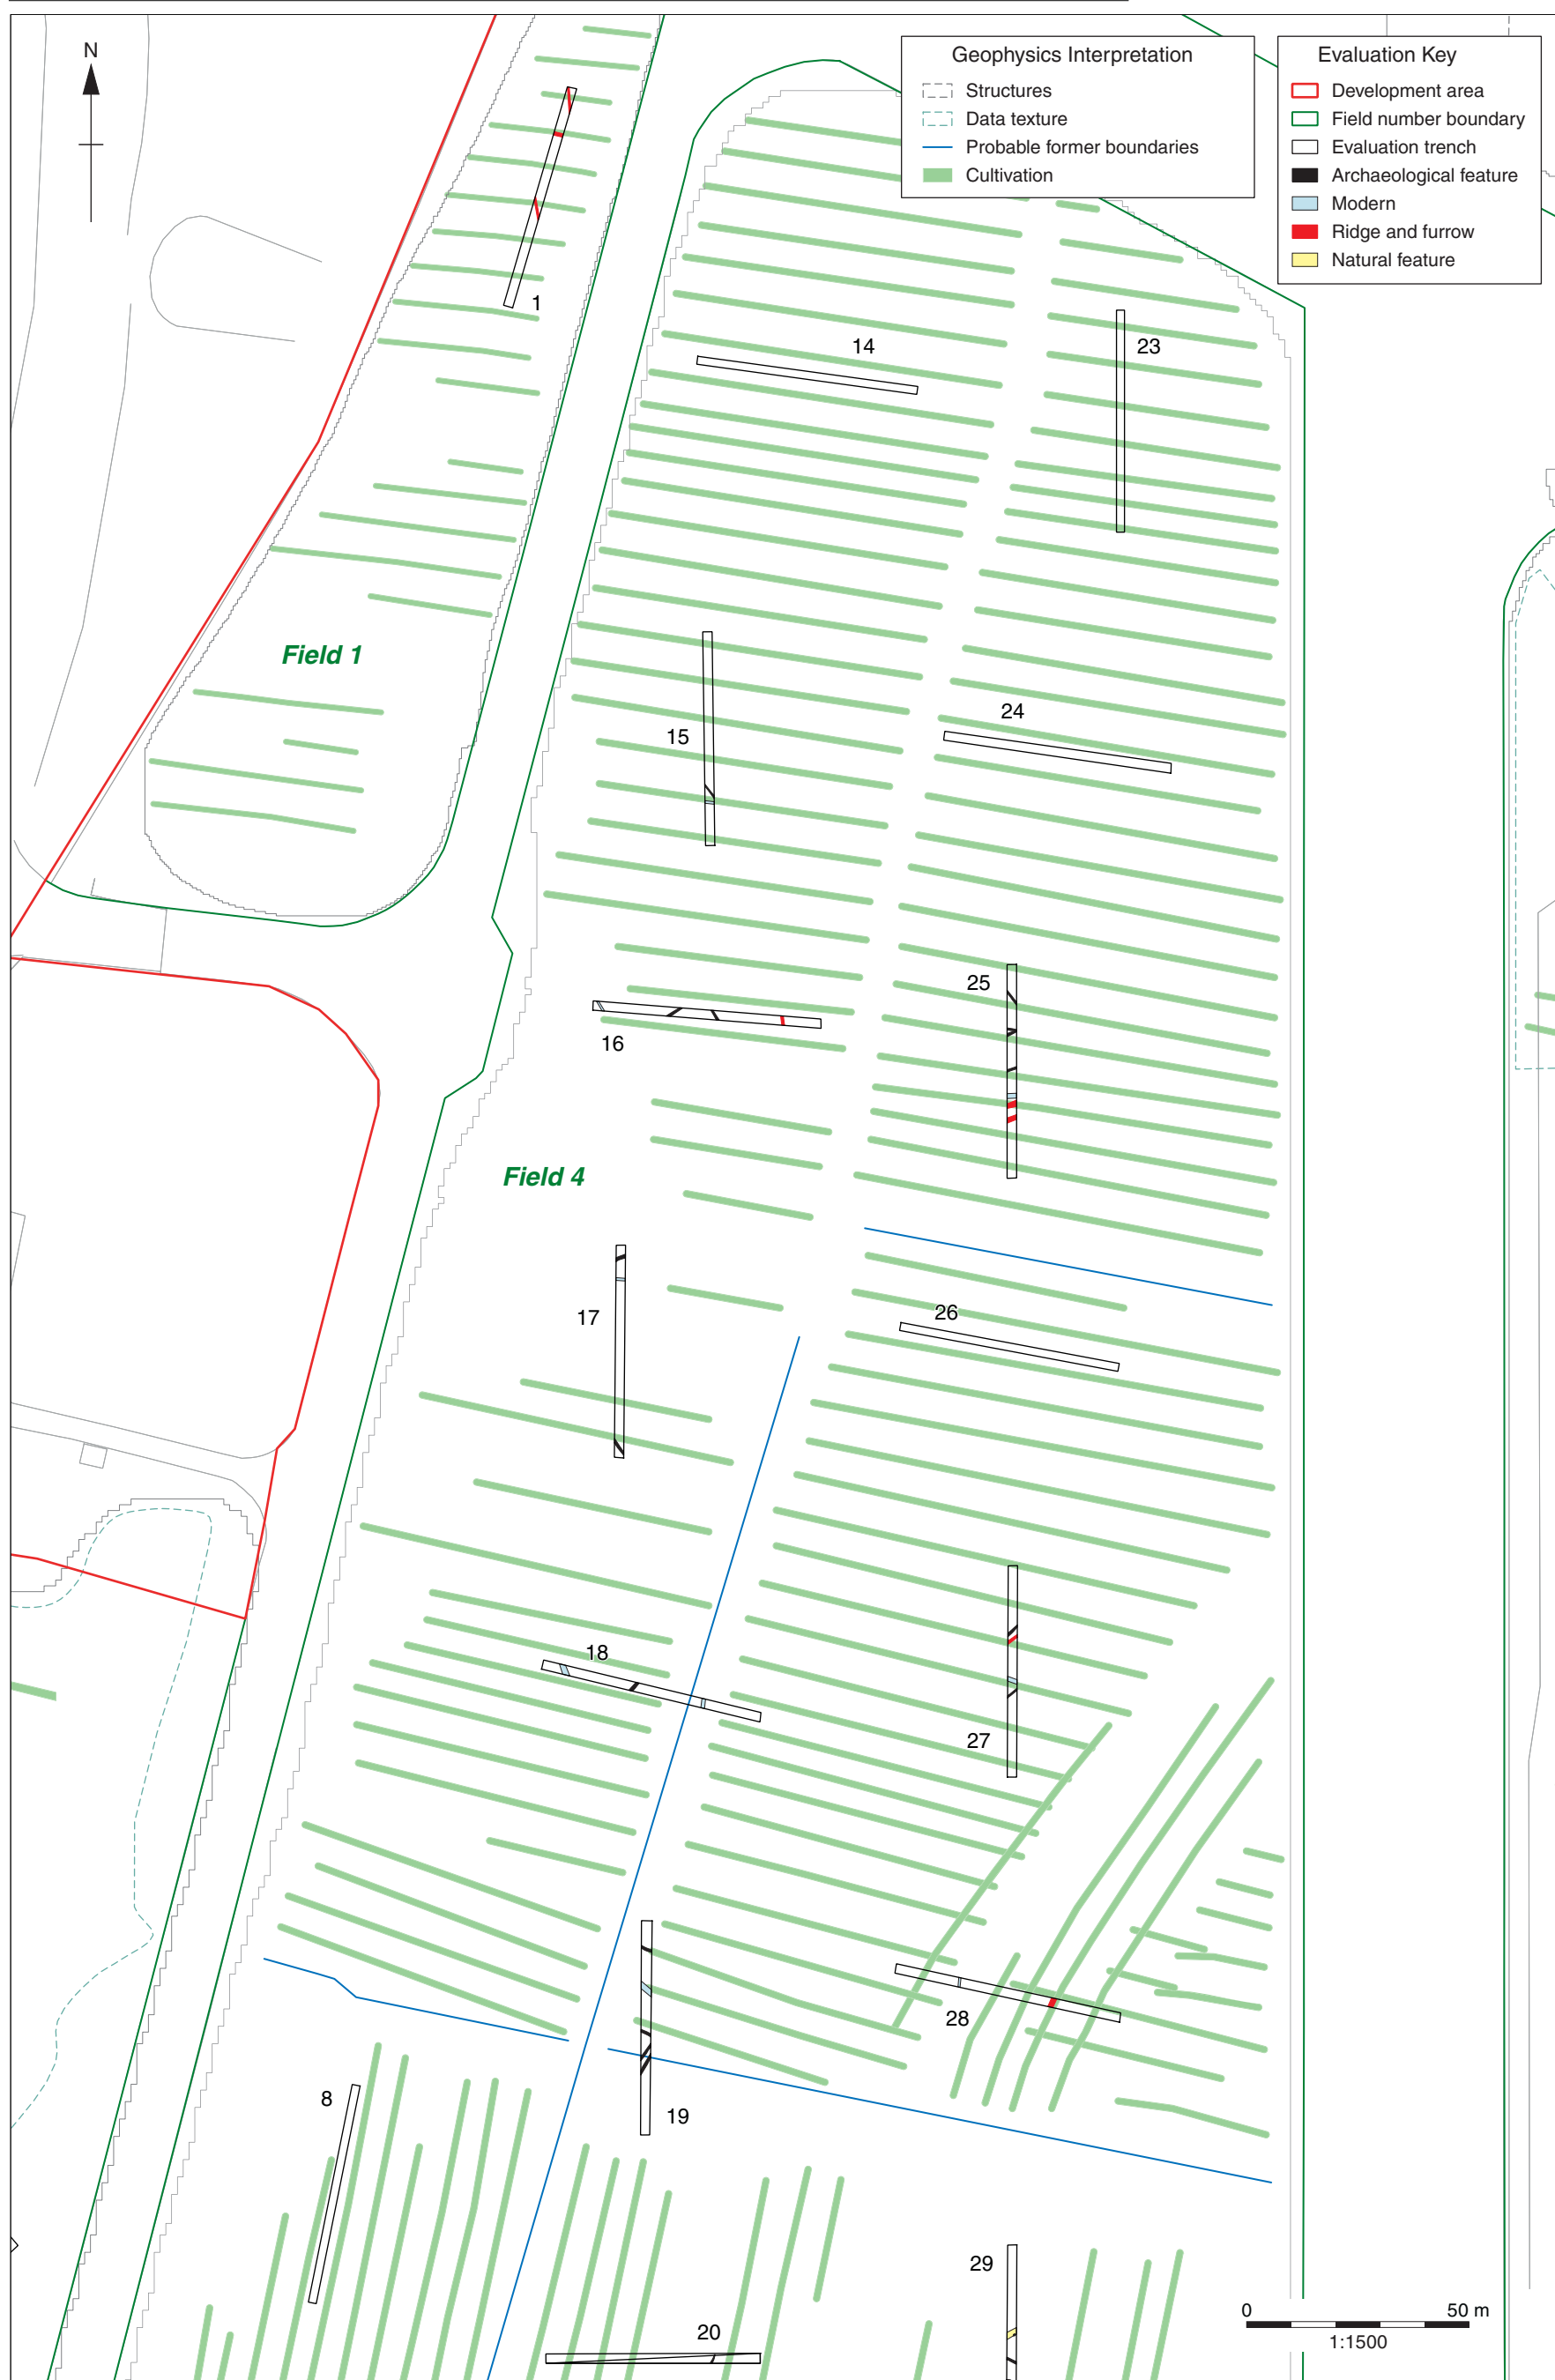 N
Geophysics Interpretation
Structures
Data texture
Probable former boundaries
Cultivation
Evaluation Key
Development area
Field number boundary
Evaluation trench
Archaeological feature
Modern
Ridge and furrow
Natural feature
1
14
23
Field 1
24
15
25
16
Field 4
17
26
18
27
28
8
19
29
20
0 50 m
1:1500